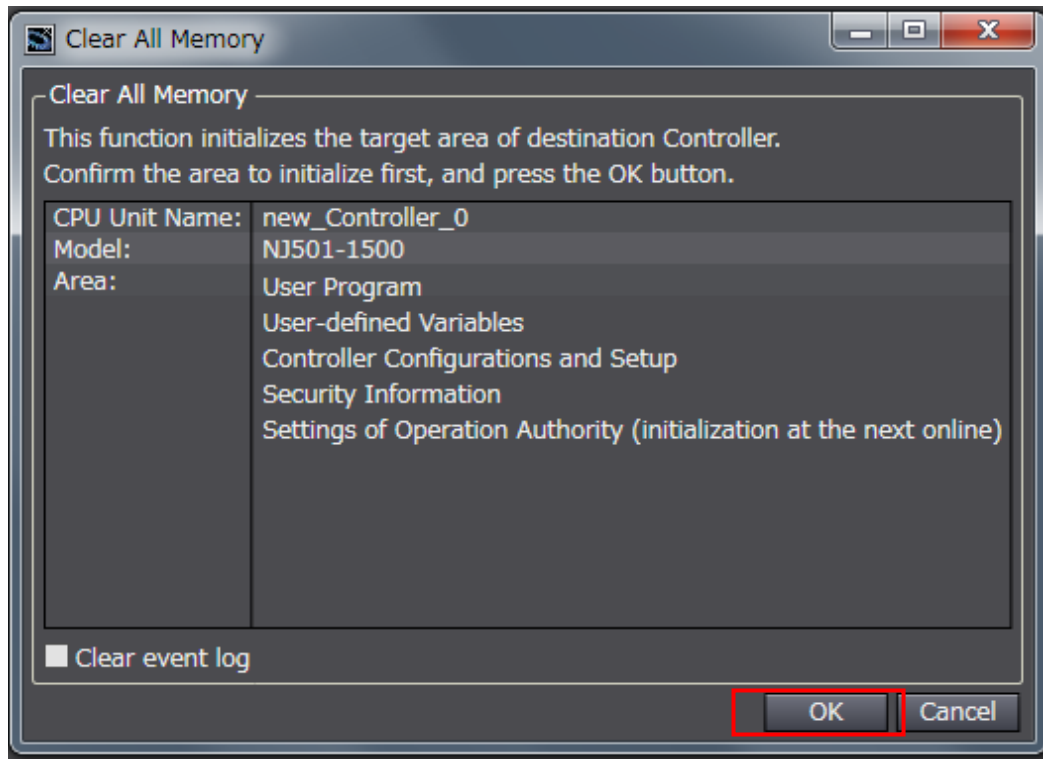 Clear All Memory
Clear All Memory
This function initializes the target area of destination Controller.
Confirm the area to initialize first, and press the OK button.
CPU Unit Name: new_Controller_0
Model: NJ501-1500
Area: User Program
User-defined Variables
Controller Configurations and Setup
Security Information
Settings of Operation Authority (initialization at the next online)
Clear event log
OK Cancel